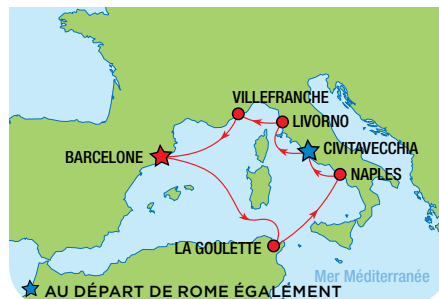 VILLEFRANCHE
LIVORNO
CIVITAVECCHIA
BARCELONE
NAPLES
LA GOULETTE
Mer Méditerranée
AU DÉPART DE ROME ÉGALEMENT